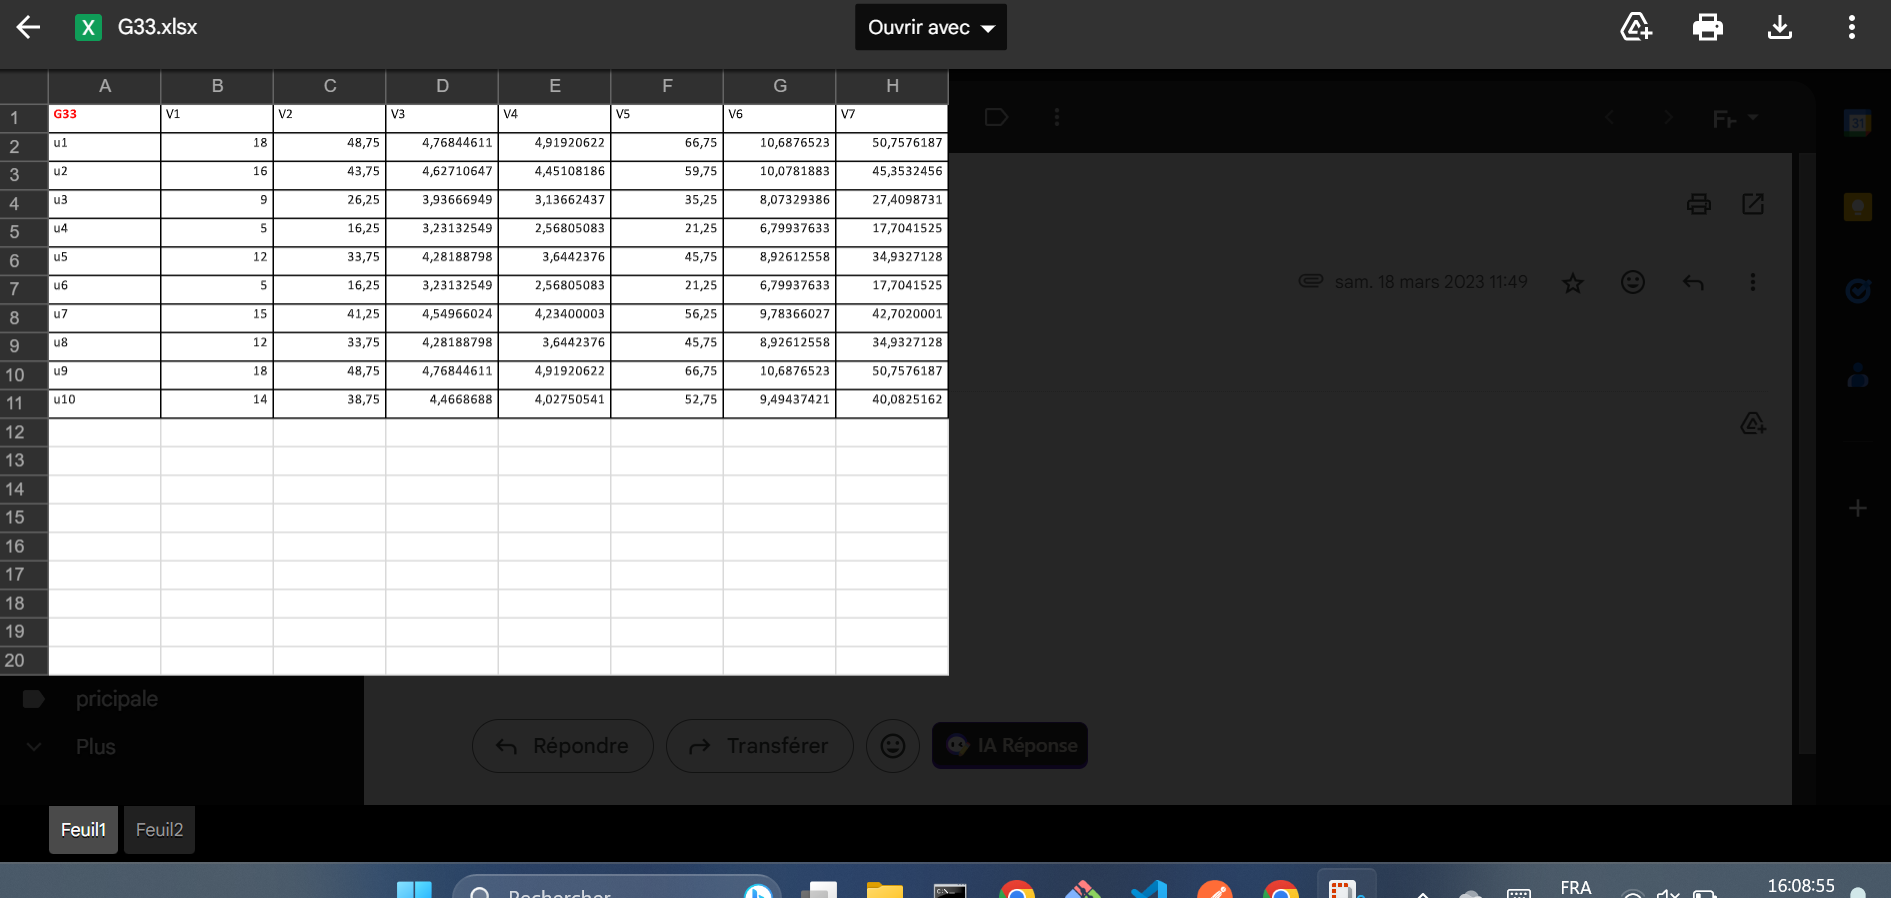 G33.xlsx
Ouvrir avec
A B C D E F G H
1 G33 V1 V2 V3 V4 V5 V6 V7
2 u1 18 48,75 4,76844611 4,91920622 66,75 10,6876523 50,7576187
3 u2 16 43,75 4,62710647 4,45108186 59,75 10,0781883 45,3532456
4 u3 9 26,25 3,93666949 3,13662437 35,25 8,07329386 27,4098731
5 u4 5 16,25 3,23132549 2,56805083 21,25 6,79937633 17,7041525
6 u5 12 33,75 4,28188798 3,6442376 45,75 8,92612558 34,9327128
7 u6 5 16,25 3,23132549 2,56805083 21,25 6,79937633 17,7041525
8 u7 15 41,25 4,54966024 4,23400003 56,25 9,78366027 42,7020001
9 u8 12 33,75 4,28188798 3,6442376 45,75 8,92612558 34,9327128
10 u9 18 48,75 4,76844611 4,91920622 66,75 10,6876523 50,7576187
11 u10 14 38,75 4,4668688 4,02750541 52,75 9,49437421 40,0825162
12
13
14
15
16
17
18
19
20
31
sam. 18 mars 2023 11:49
pricipale
Plus
Répondre
Transférer
IA Réponse
Feuil1
Feuil2
Rechercher
FRA
16:08:55